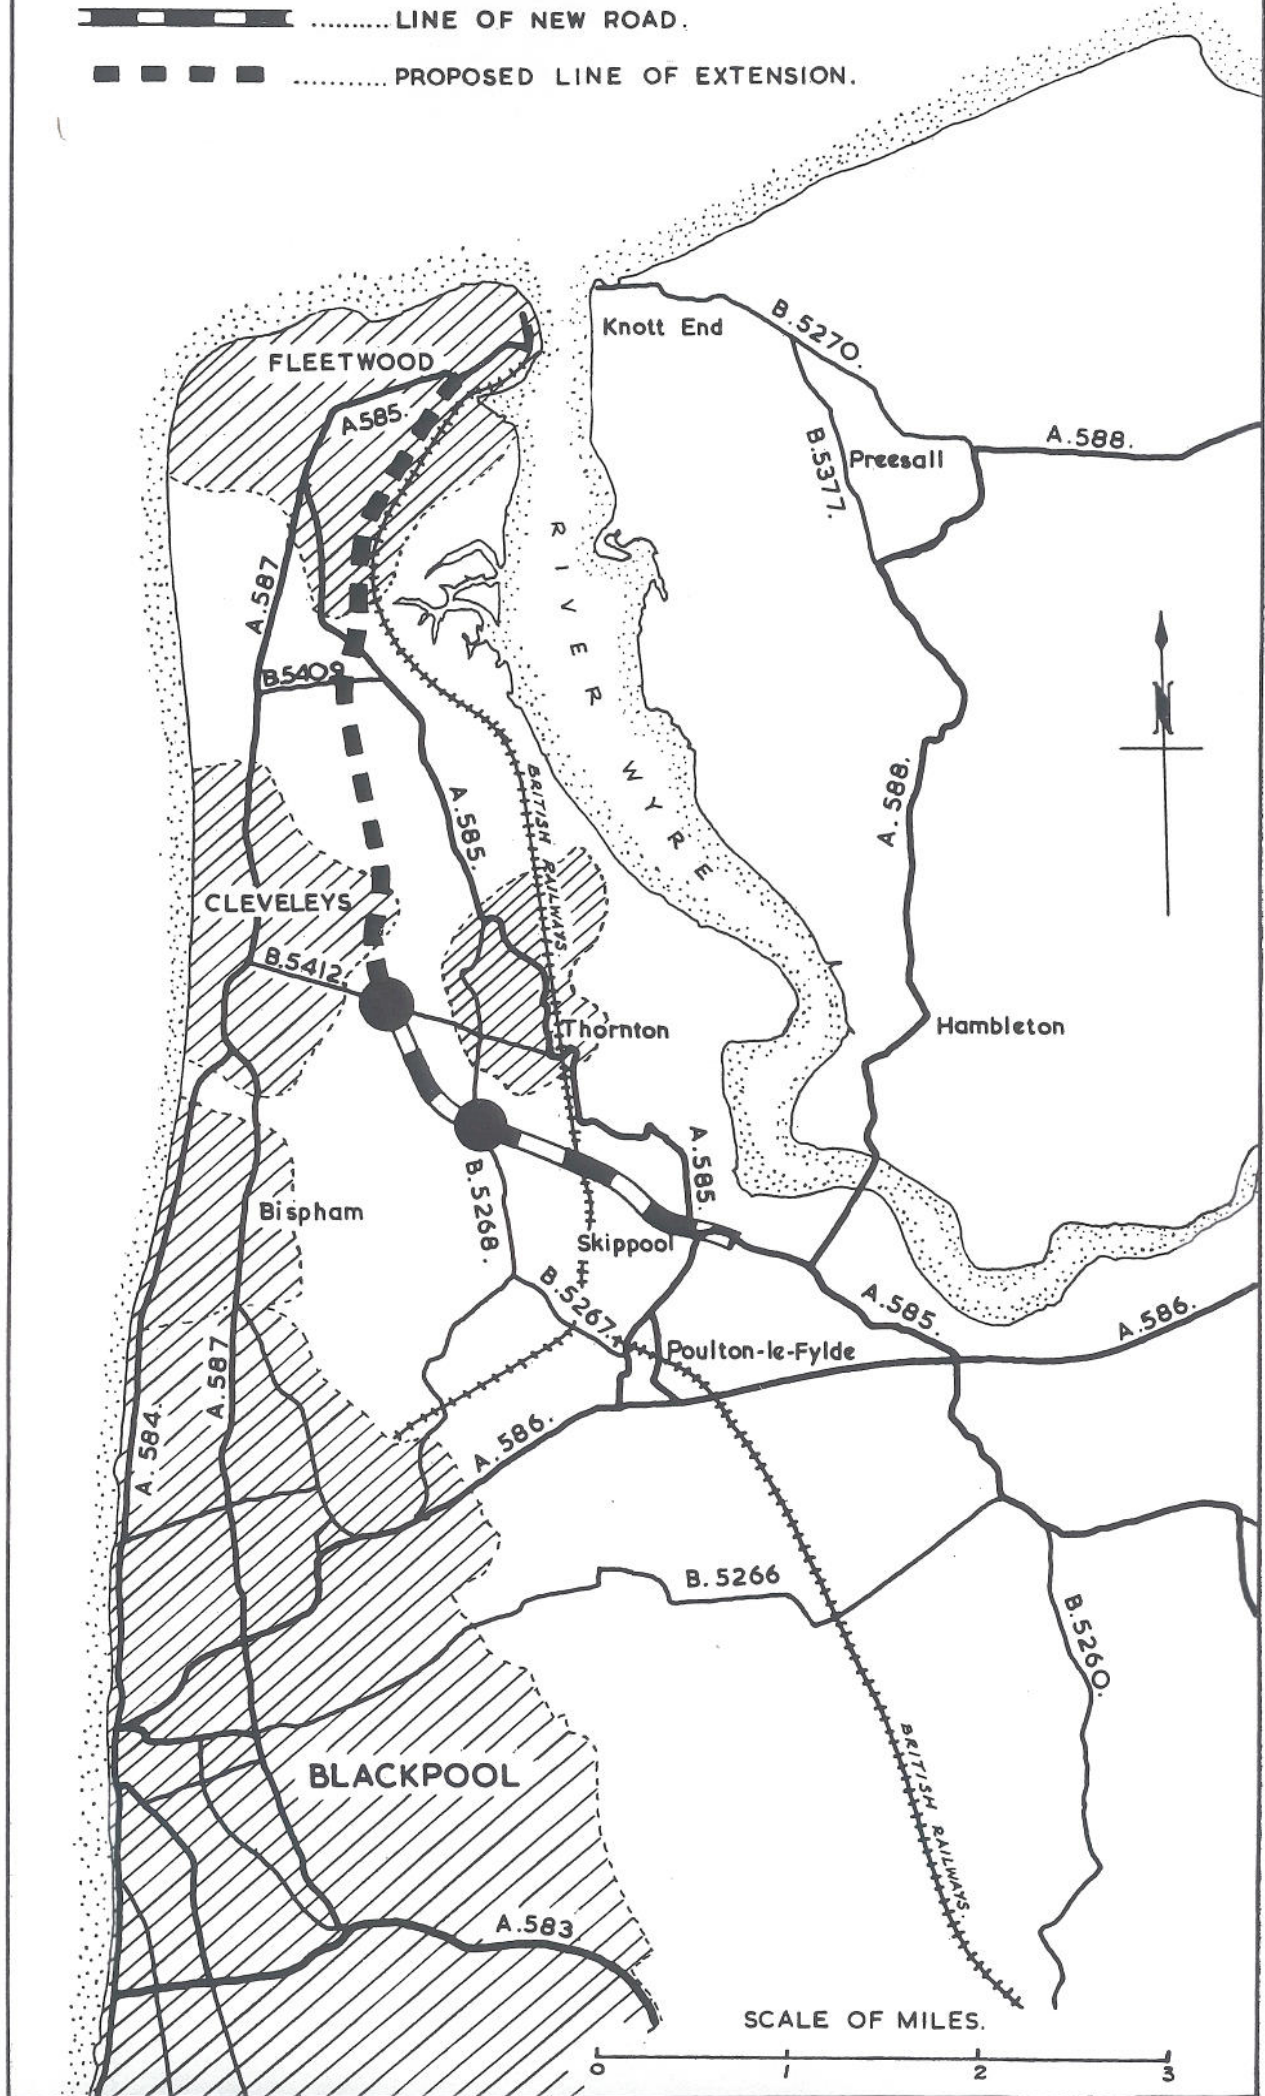 ......... LINE OF NEW ROAD.
.......... PROPOSED LINE OF EXTENSION.
Knott End
B.5270.
FLEETWOOD
A.585.
A.588.
B.5377.
Preesall
RIVER WYRE
A.587
B.5409
N
BRITISH RAILWAYS
A.585.
A.588.
CLEVELEYS
B.5412
Thornton
Hambleton
A.585.
B.5268.
Bispham
Skippool
B.5267.
A.585.
A.586.
Poulton-le-Fylde
A.587
A.584.
A.586.
B.5266
B.5260.
BRITISH RAILWAYS.
BLACKPOOL
A.583
SCALE OF MILES.
0 1 2 3